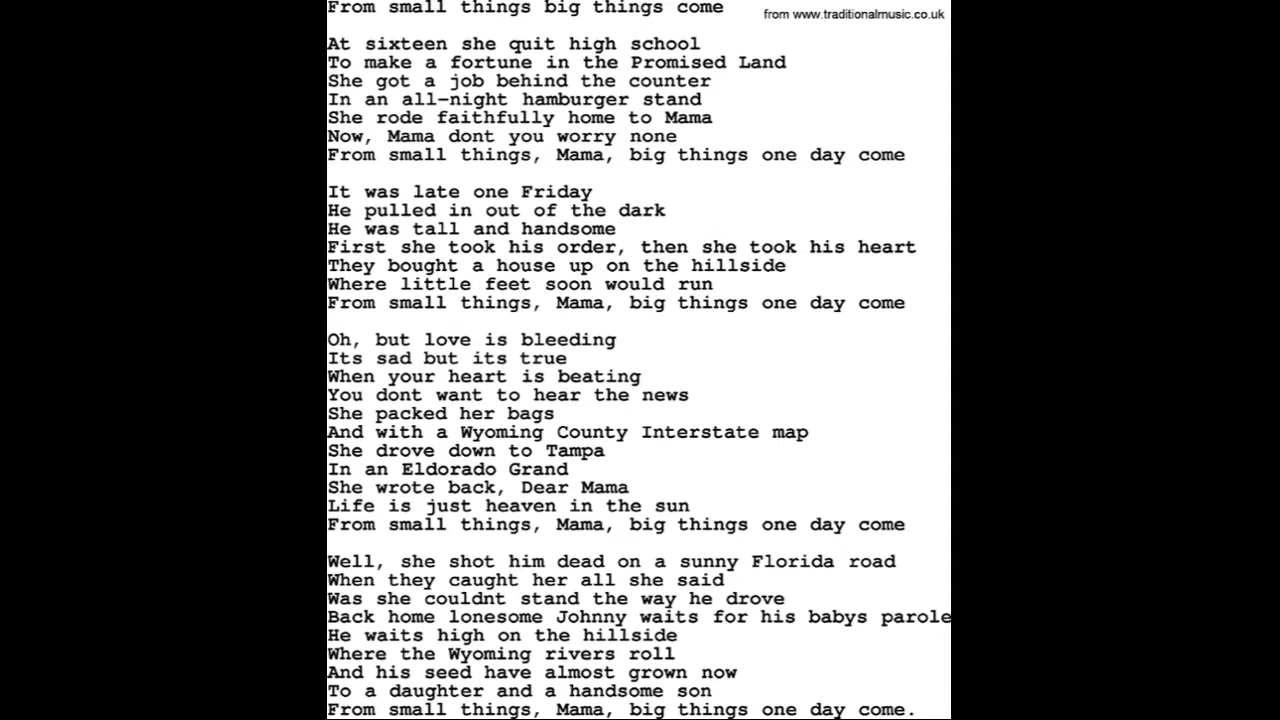 From small things big things come
from www.traditionalmusic.co.uk
At sixteen she quit high school
To make a fortune in the Promised Land
She got a job behind the counter
In an all-night hamburger stand
She rode faithfully home to Mama
Now, Mama dont you worry none
From small things, Mama, big things one day come
It was late one Friday
He pulled in out of the dark
He was tall and handsome
First she took his order, then she took his heart
They bought a house up on the hillside
Where little feet soon would run
From small things, Mama, big things one day come
Oh, but love is bleeding
Its sad but its true
When your heart is beating
You dont want to hear the news
She packed her bags
And with a Wyoming County Interstate map
She drove down to Tampa
In an Eldorado Grand
She wrote back, Dear Mama
Life is just heaven in the sun
From small things, Mama, big things one day come
Well, she shot him dead on a sunny Florida road
When they caught her all she said
Was she couldnt stand the way he drove
Back home lonesome Johnny waits for his babys parole
He waits high on the hillside
Where the Wyoming rivers roll
And his seed have almost grown now
To a daughter and a handsome son
From small things, Mama, big things one day come.